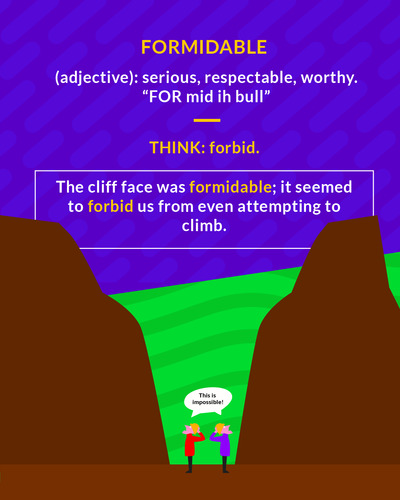 FORMIDABLE
(adjective): serious, respectable, worthy.
“FOR mid ih bull”
THINK: forbid.
The cliff face was formidable; it seemed
to forbid us from even attempting to
climb.
This is
impossible!